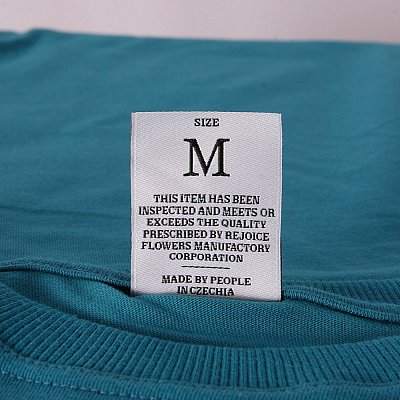 SIZE
M
THIS ITEM HAS BEEN
INSPECTED AND MEETS OR
EXCEEDS THE QUALITY
PRESCRIBED BY REJOICE
FLOWERS MANUFACTORY
CORPORATION
MADE BY PEOPLE
IN CZECHIA